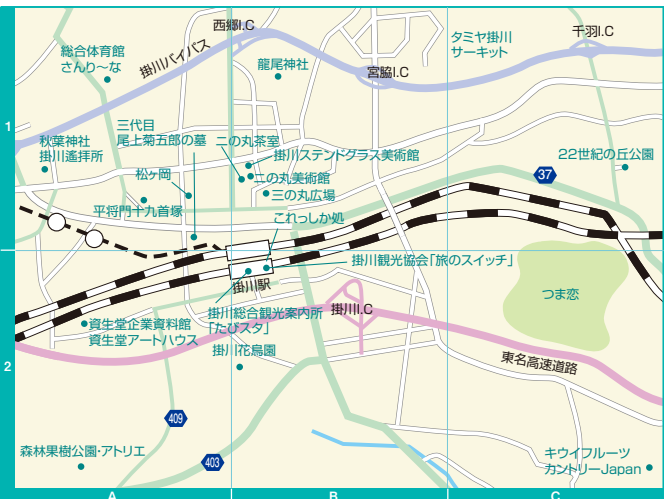 西郷I.C
千羽I.C
タミヤ掛川
サーキット
総合体育館
さんり～な
掛川バイパス
龍尾神社
宮脇I.C
1
三代目
尾上菊五郎の墓
二の丸茶室
秋葉神社
掛川遙拝所
掛川ステンドグラス美術館
22世紀の丘公園
松ヶ岡
二の丸美術館
37
三の丸広場
平将門十九首塚
これっしか処
掛川観光協会「旅のスイッチ」
掛川駅
つま恋
掛川総合観光案内所
「たびスタ」
掛川I.C
資生堂企業資料館
資生堂アートハウス
掛川花鳥園
2
東名高速道路
409
403
森林果樹公園・アトリエ
キウイフルーツ
カントリーJapan
A
B
C